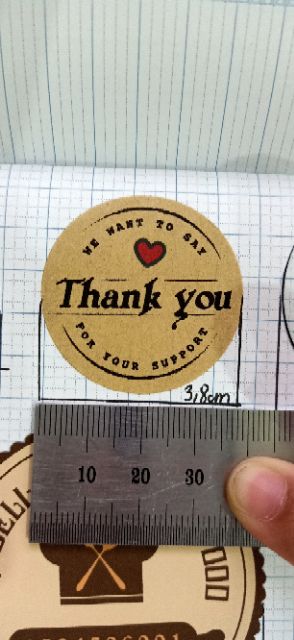 WE WANT TO SAY
Thank you
FOR YOUR SUPPORT
3,8cm
10 20 30